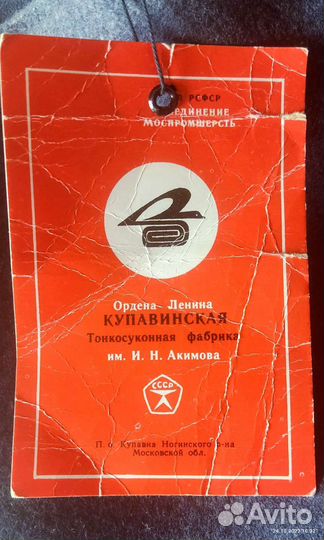 РСФСР
ЕДИНЕНИЕ
МОСПРОМШЕРСТЬ
Ордена Ленина
КУПАВИНСКАЯ
Тонкосуконная фабрика
им. И. Н. Акимова
СССР
П. о. Купавна Ногинского р-на
Московской обл.
Avito